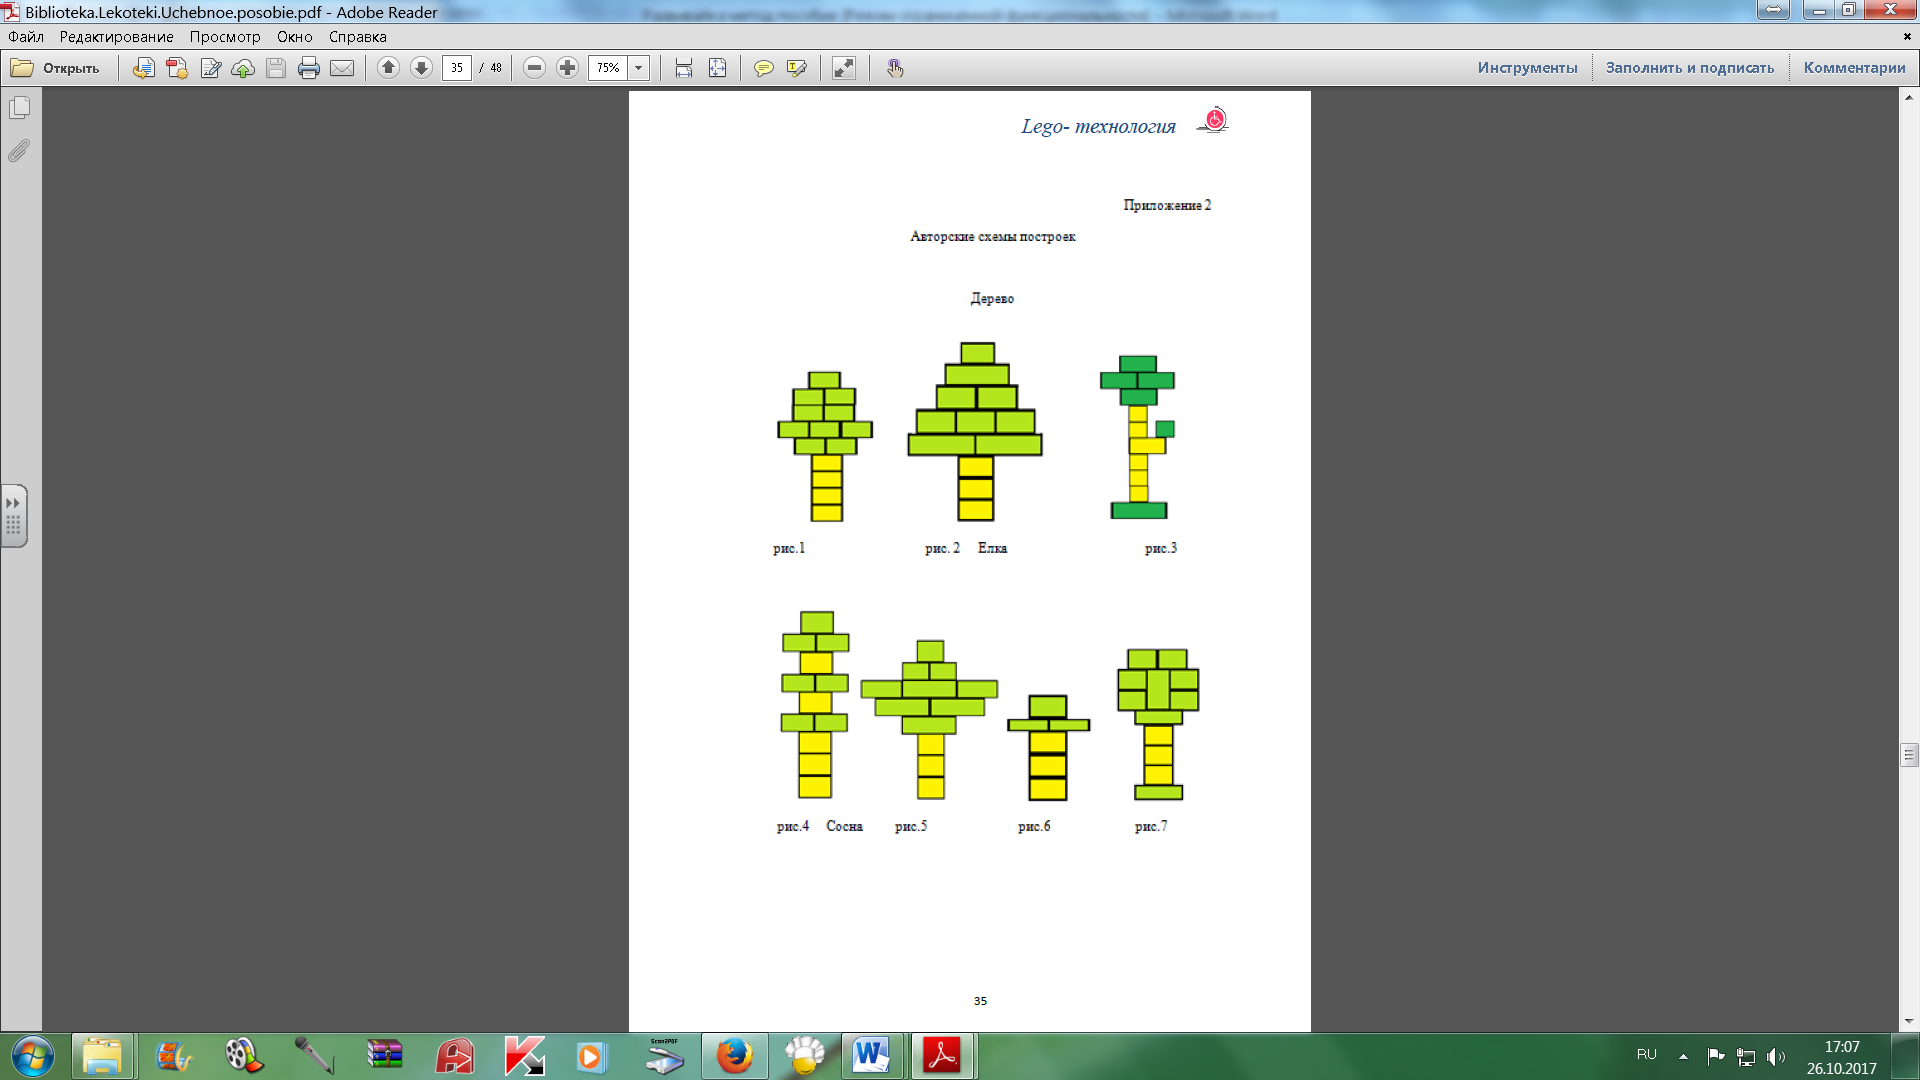 Biblioteka.Lekoteki.Uchebnoe.posobie.pdf - Adobe Reader
Файл Редактирование Просмотр Окно Справка
Открыть 35 / 48 75% Инструменты Заполнить и подписать Комментарии
Lego- технология
Приложение 2
Авторские схемы построек
Дерево
рис.1 рис. 2 Елка рис.3
рис.4 Сосна рис.5 рис.6 рис.7
35
Scan2PDF
RU 17:07
26.10.2017